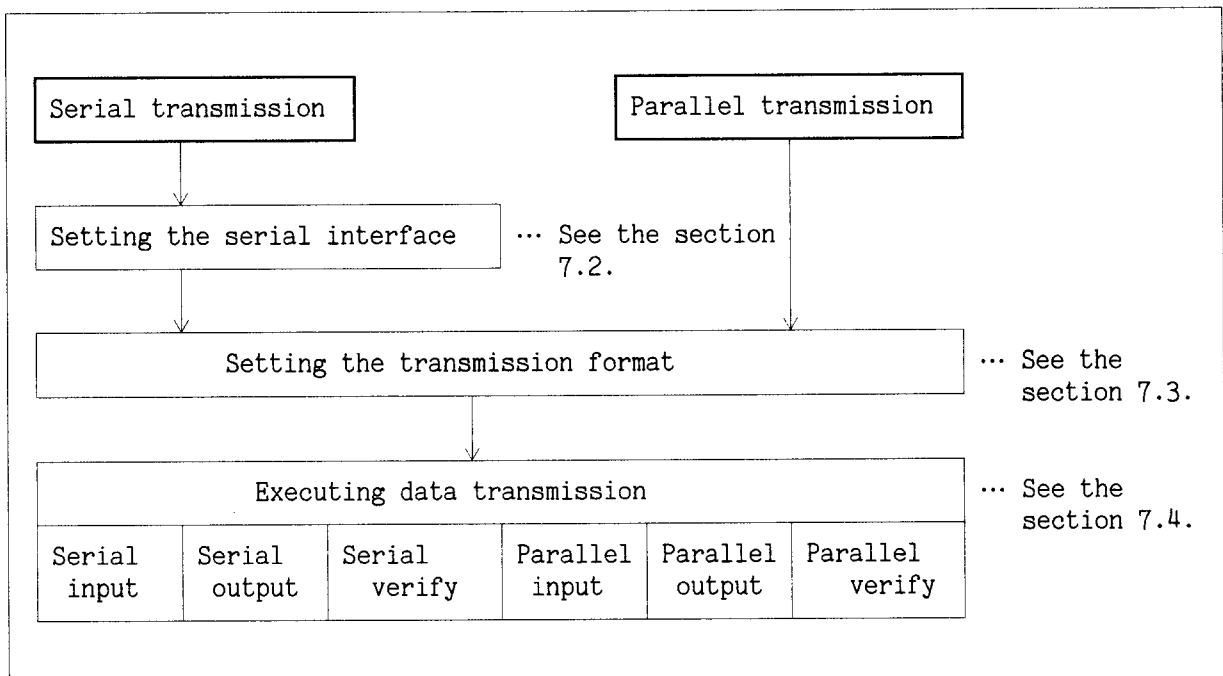 Serial transmission
Parallel transmission
Setting the serial interface
··· See the section
7.2.
Setting the transmission format
··· See the
section 7.3.
Executing data transmission
··· See the
section 7.4.
Serial
input
Serial
output
Serial
verify
Parallel
input
Parallel
output
Parallel
verify